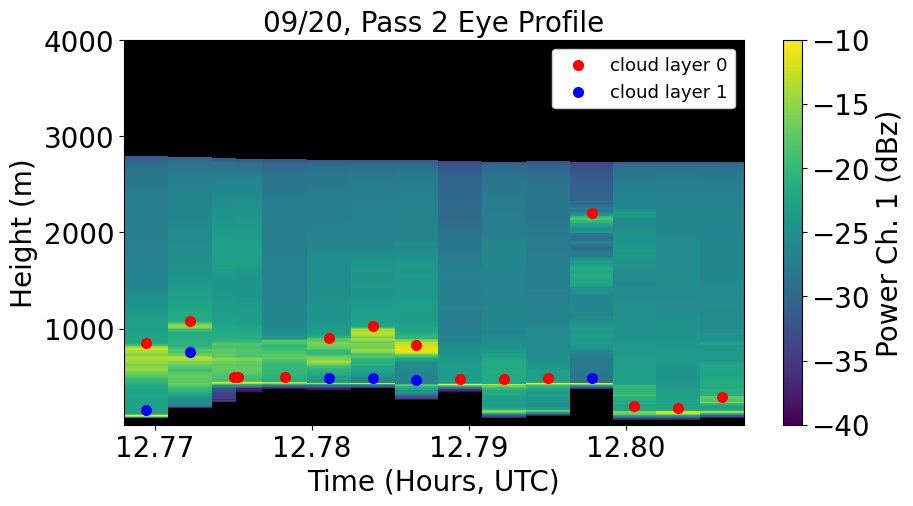 09/20, Pass 2 Eye Profile
cloud layer 0
cloud layer 1
4000
3000
2000
1000
Height (m)
12.77
12.78
12.79
12.80
Time (Hours, UTC)
−10
−15
−20
−25
−30
−35
−40
Power Ch. 1 (dBz)